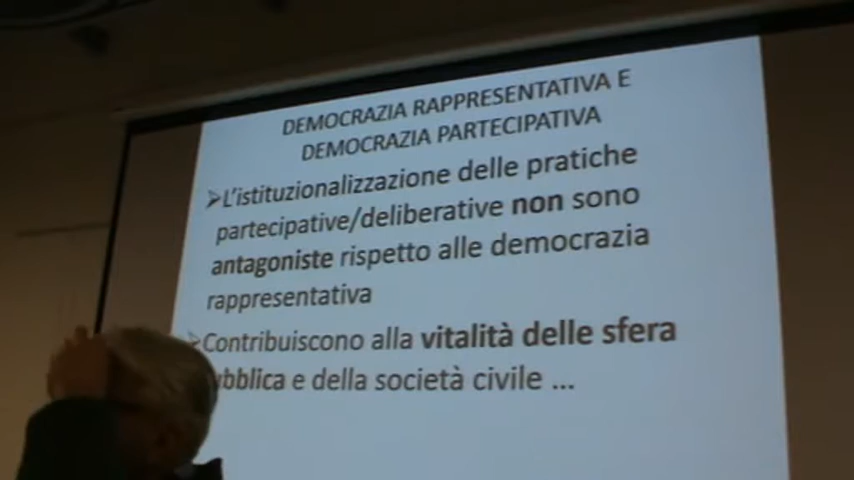 DEMOCRAZIA RAPPRESENTATIVA E
DEMOCRAZIA PARTECIPATIVA
➢L'istituzionalizzazione delle pratiche
partecipative/deliberative non sono
antagoniste rispetto alle democrazia
rappresentativa
➢Contribuiscono alla vitalità delle sfera
ubblica e della società civile ...